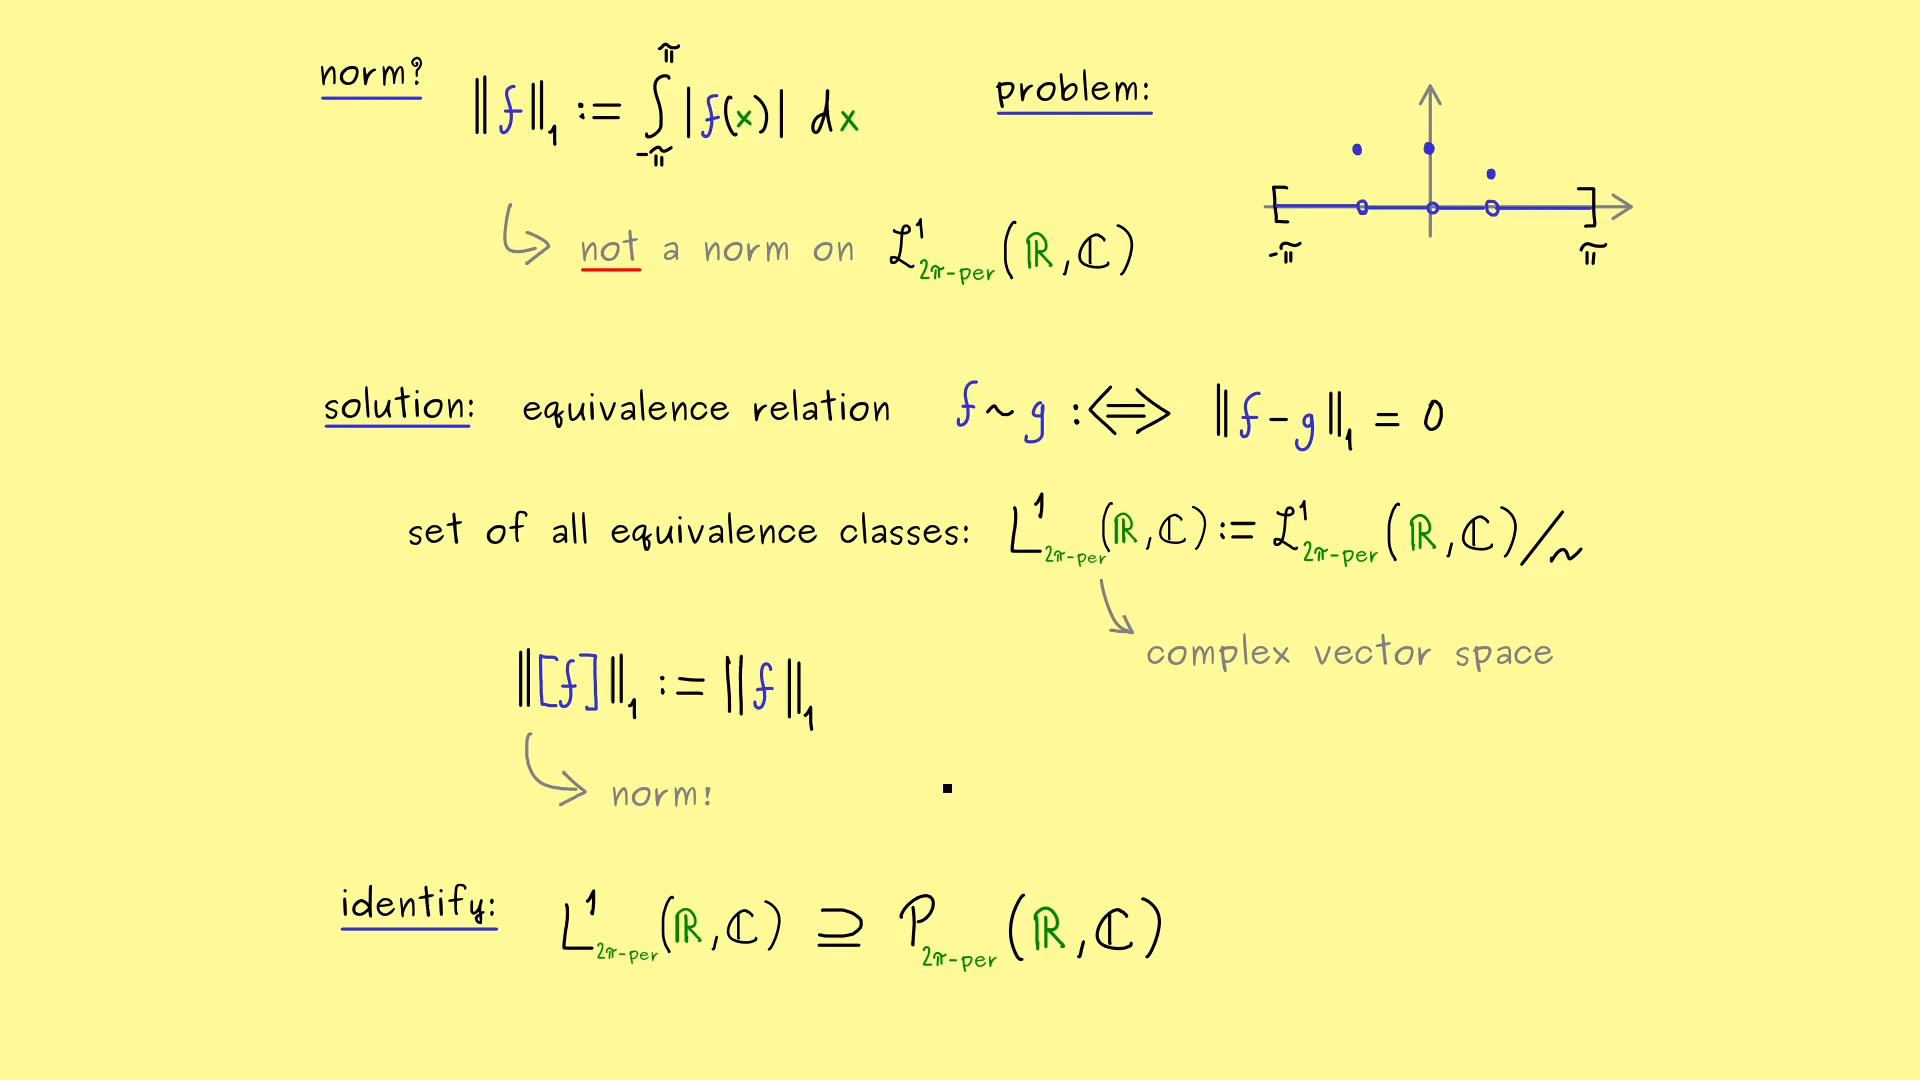 norm? ‖f‖₁ := ∫_{-π}^{π} |f(x)| dx
problem:
not a norm on ℒ¹_{2π-per}(ℝ, ℂ)
-π π
solution: equivalence relation f ~ g :⟺ ‖f - g‖₁ = 0
set of all equivalence classes: L¹_{2π-per}(ℝ, ℂ) := ℒ¹_{2π-per}(ℝ, ℂ)/~
complex vector space
‖[f]‖₁ := ‖f‖₁
norm!
identify: L¹_{2π-per}(ℝ, ℂ) ⊇ 𝒫_{2π-per}(ℝ, ℂ)